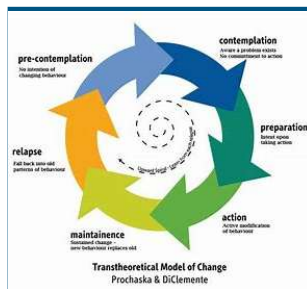 contemplation
Aware a problem exists
No commitment to action
pre-contemplation
No intention of
changing behaviour
preparation
Intent upon
taking action
relapse
Fall back into old
patterns of behaviour
action
Active modification
of behaviour
maintainence
Sustained change –
new behaviour replaces old
Transtheoretical Model of Change
Prochaska & DiClemente